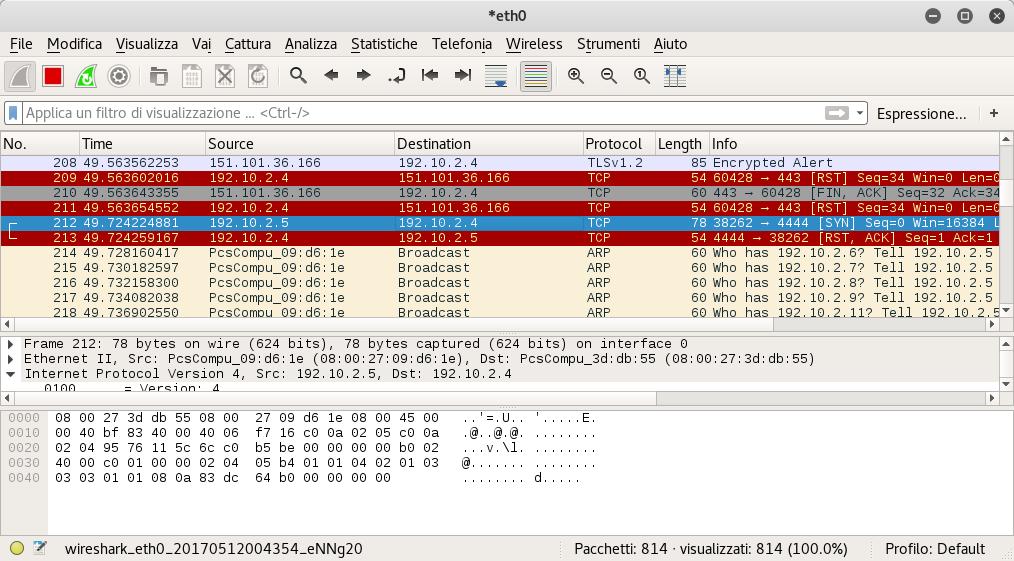 *eth0
File Modifica Visualizza Vai Cattura Analizza Statistiche Telefonia Wireless Strumenti Aiuto
Applica un filtro di visualizzazione ... <Ctrl-/> Espressione... +
No. Time Source Destination Protocol Length Info
208 49.563562253 151.101.36.166 192.10.2.4 TLSv1.2 85 Encrypted Alert
209 49.563602016 192.10.2.4 151.101.36.166 TCP 54 60428 → 443 [RST] Seq=34 Win=0 Len=0
210 49.563643355 151.101.36.166 192.10.2.4 TCP 60 443 → 60428 [FIN, ACK] Seq=32 Ack=34
211 49.563654552 192.10.2.4 151.101.36.166 TCP 54 60428 → 443 [RST] Seq=34 Win=0 Len=0
212 49.724224881 192.10.2.5 192.10.2.4 TCP 78 38262 → 4444 [SYN] Seq=0 Win=16384 L
213 49.724259167 192.10.2.4 192.10.2.5 TCP 54 4444 → 38262 [RST, ACK] Seq=1 Ack=1
214 49.728160417 PcsCompu_09:d6:1e Broadcast ARP 60 Who has 192.10.2.6? Tell 192.10.2.5
215 49.730182597 PcsCompu_09:d6:1e Broadcast ARP 60 Who has 192.10.2.7? Tell 192.10.2.5
216 49.732158300 PcsCompu_09:d6:1e Broadcast ARP 60 Who has 192.10.2.8? Tell 192.10.2.5
217 49.734082038 PcsCompu_09:d6:1e Broadcast ARP 60 Who has 192.10.2.9? Tell 192.10.2.5
218 49.736902550 PcsCompu_09:d6:1e Broadcast ARP 60 Who has 192.10.2.11? Tell 192.10.2.5
Frame 212: 78 bytes on wire (624 bits), 78 bytes captured (624 bits) on interface 0
Ethernet II, Src: PcsCompu_09:d6:1e (08:00:27:09:d6:1e), Dst: PcsCompu_3d:db:55 (08:00:27:3d:db:55)
Internet Protocol Version 4, Src: 192.10.2.5, Dst: 192.10.2.4
0100 .... = Version: 4
0000 08 00 27 3d db 55 08 00 27 09 d6 1e 08 00 45 00 ..'=.U.. '.....E.
0010 00 40 bf 83 40 00 40 06 f7 16 c0 0a 02 05 c0 0a .@..@.@. ........
0020 02 04 95 76 11 5c 6c c0 b5 be 00 00 00 00 b0 02 ...v.\l. ........
0030 40 00 c0 01 00 00 02 04 05 b4 01 01 04 02 01 03 @....... ........
0040 03 03 01 01 08 0a 83 dc 64 b0 00 00 00 00 ........ d.....
wireshark_eth0_20170512004354_eNNg20 Pacchetti: 814 · visualizzati: 814 (100.0%) Profilo: Default